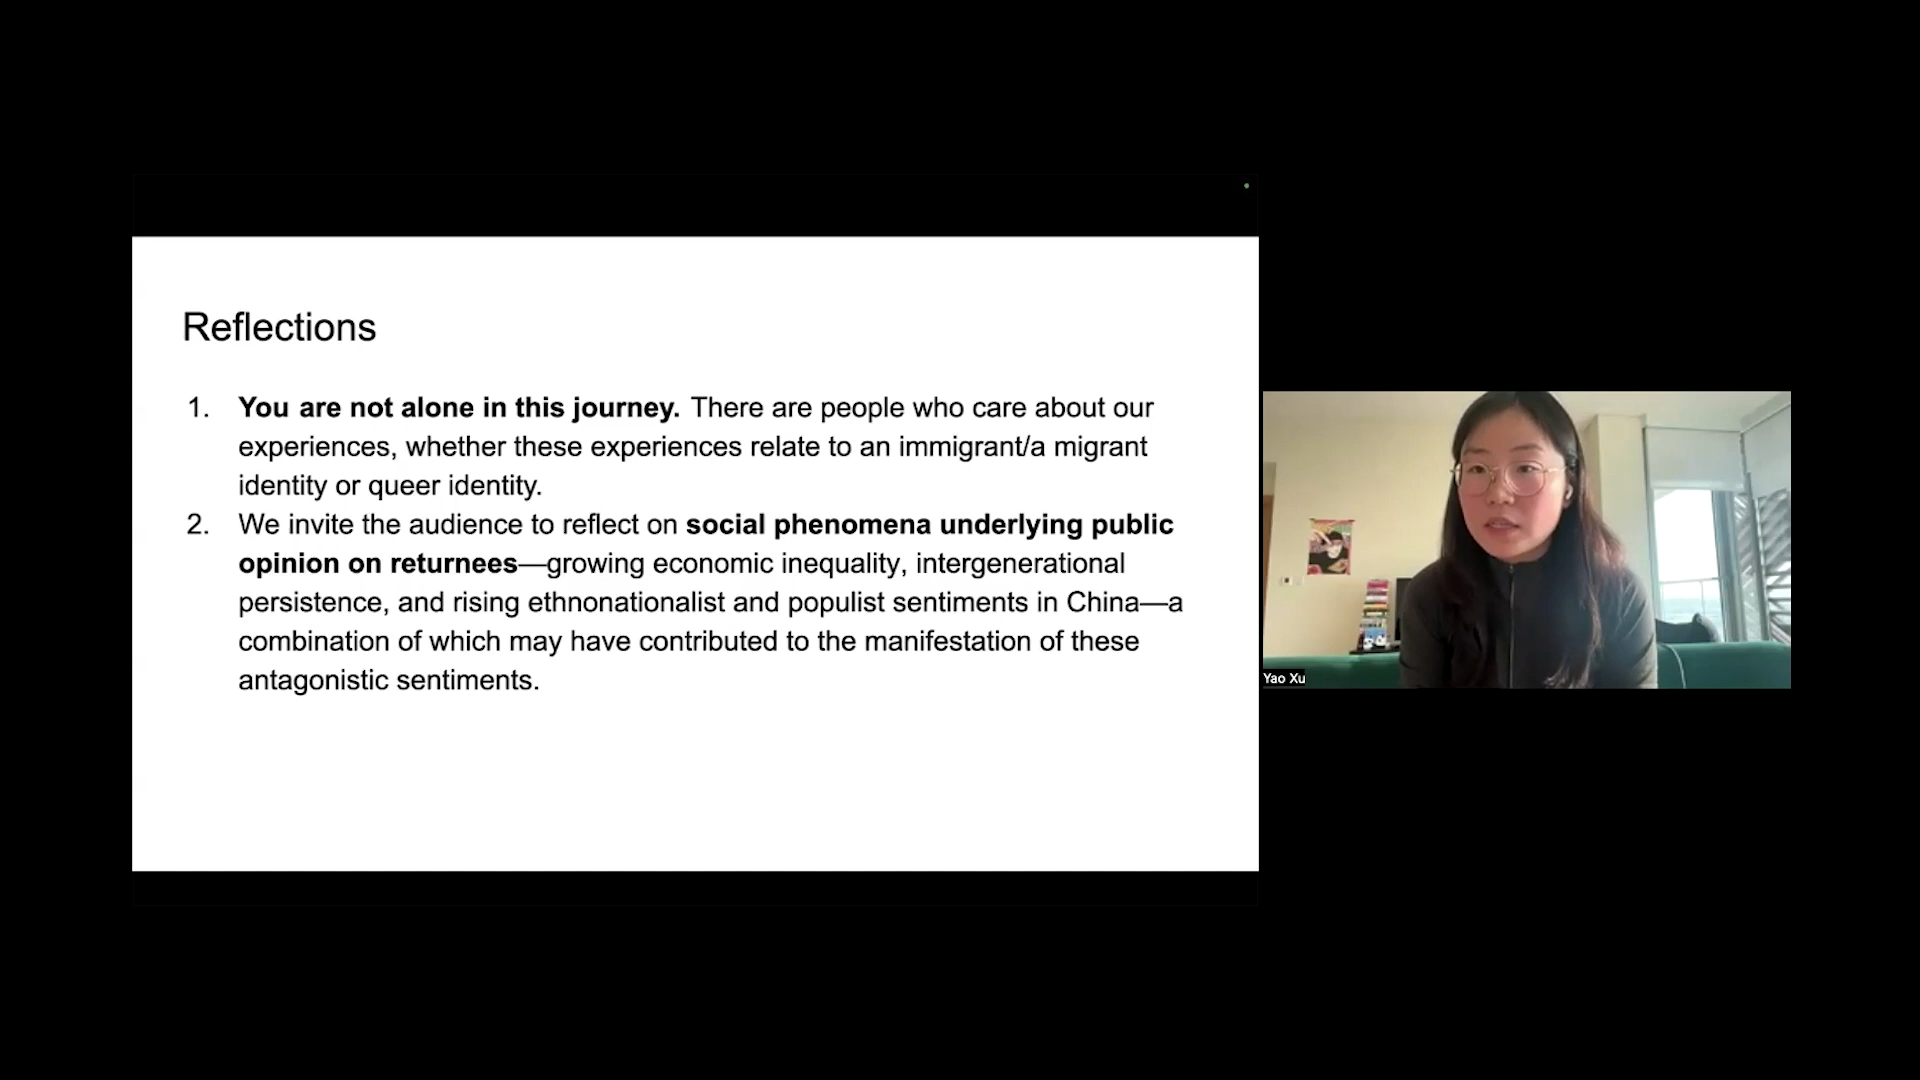 Reflections
1. You are not alone in this journey. There are people who care about our
experiences, whether these experiences relate to an immigrant/a migrant
identity or queer identity.
2. We invite the audience to reflect on social phenomena underlying public
opinion on returnees—growing economic inequality, intergenerational
persistence, and rising ethnonationalist and populist sentiments in China—a
combination of which may have contributed to the manifestation of these
antagonistic sentiments.
Yao Xu